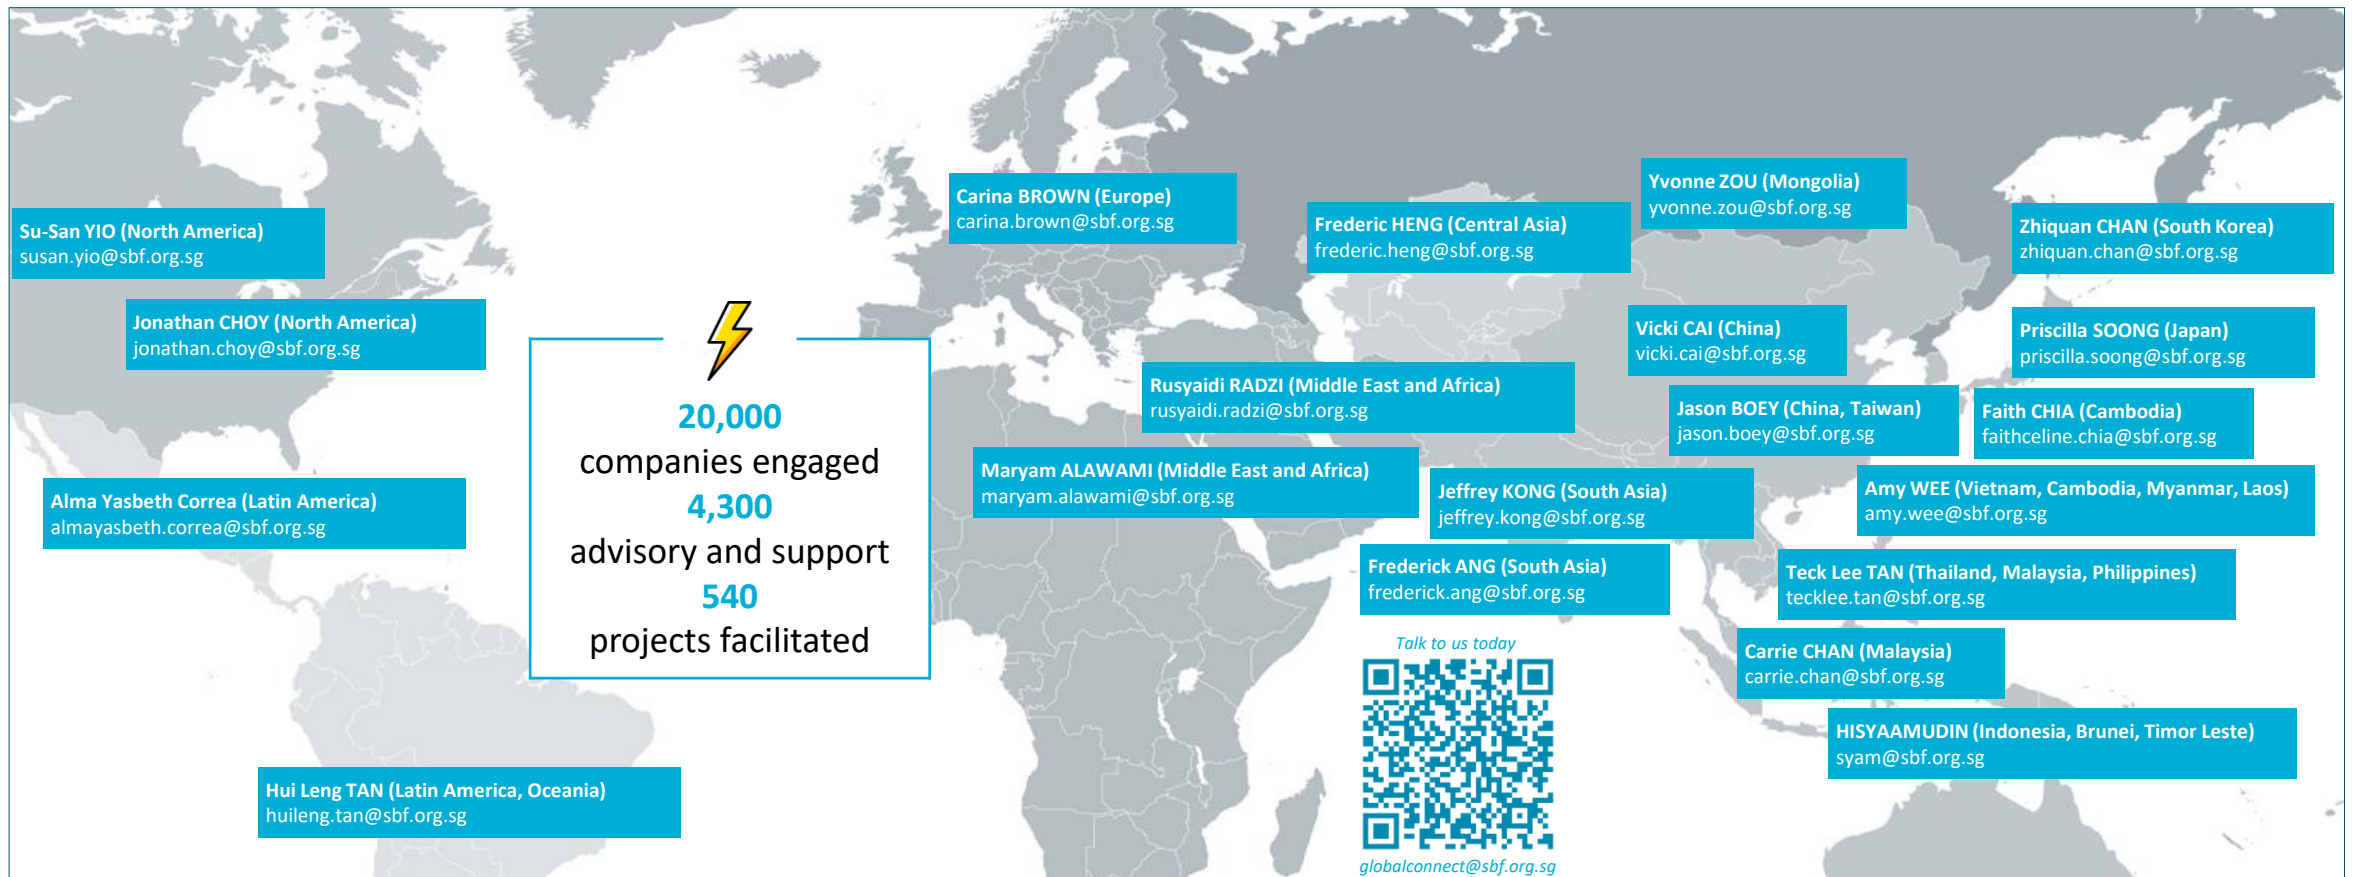 Su-San YIO (North America)
susan.yio@sbf.org.sg
Jonathan CHOY (North America)
jonathan.choy@sbf.org.sg
Alma Yasbeth Correa (Latin America)
almayasbeth.correa@sbf.org.sg
Hui Leng TAN (Latin America, Oceania)
huileng.tan@sbf.org.sg
20,000
companies engaged
4,300
advisory and support
540
projects facilitated
Carina BROWN (Europe)
carina.brown@sbf.org.sg
Frederic HENG (Central Asia)
frederic.heng@sbf.org.sg
Yvonne ZOU (Mongolia)
yvonne.zou@sbf.org.sg
Zhiquan CHAN (South Korea)
zhiquan.chan@sbf.org.sg
Vicki CAI (China)
vicki.cai@sbf.org.sg
Priscilla SOONG (Japan)
priscilla.soong@sbf.org.sg
Rusyaidi RADZI (Middle East and Africa)
rusyaidi.radzi@sbf.org.sg
Jason BOEY (China, Taiwan)
jason.boey@sbf.org.sg
Faith CHIA (Cambodia)
faithceline.chia@sbf.org.sg
Maryam ALAWAMI (Middle East and Africa)
maryam.alawami@sbf.org.sg
Jeffrey KONG (South Asia)
jeffrey.kong@sbf.org.sg
Amy WEE (Vietnam, Cambodia, Myanmar, Laos)
amy.wee@sbf.org.sg
Frederick ANG (South Asia)
frederick.ang@sbf.org.sg
Teck Lee TAN (Thailand, Malaysia, Philippines)
tecklee.tan@sbf.org.sg
Carrie CHAN (Malaysia)
carrie.chan@sbf.org.sg
HISYAAMUDIN (Indonesia, Brunei, Timor Leste)
syam@sbf.org.sg
Talk to us today
globalconnect@sbf.org.sg